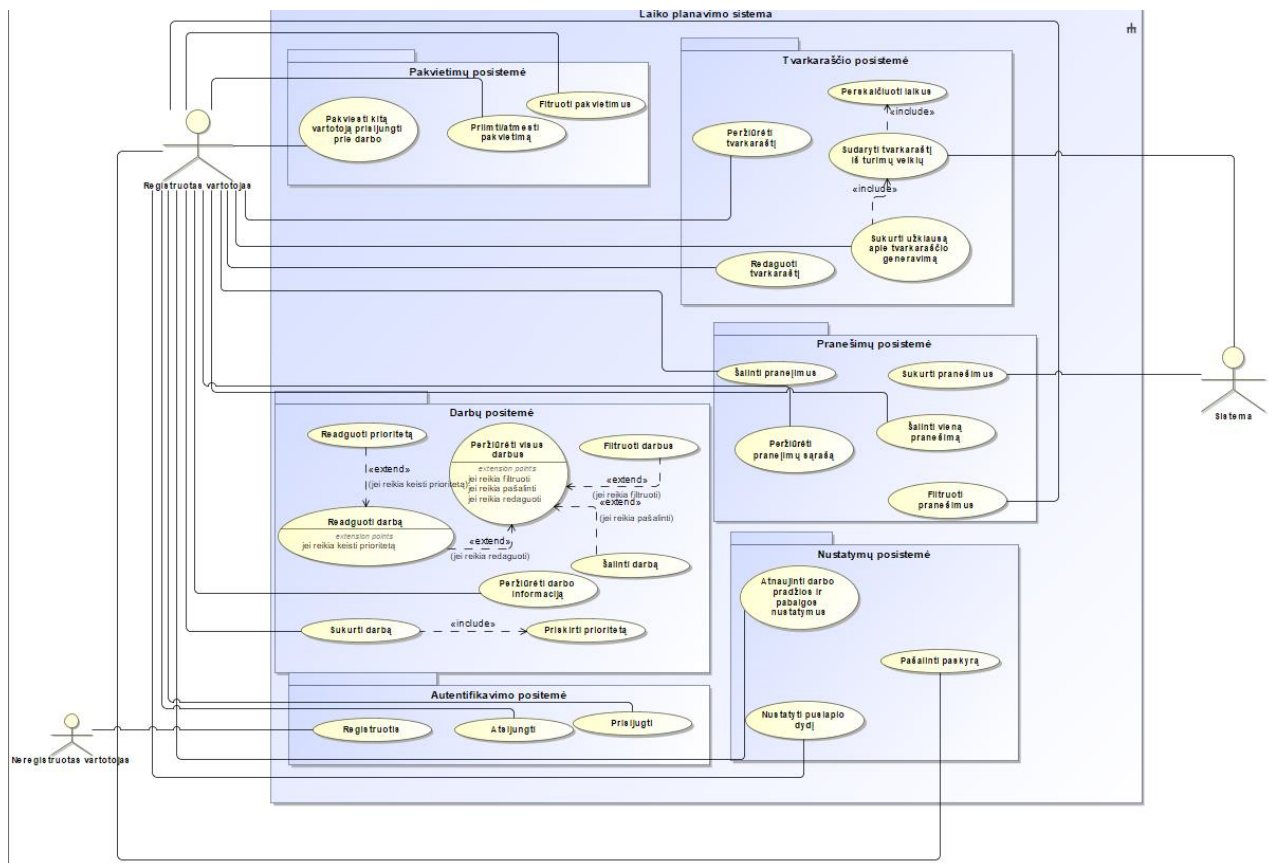 Laiko planavimo sistema
Pakvietimų posistemė
Pakviesti kitą
vartotoją prisijungti
prie darbo
Priimti/atmesti
pakvietimą
Fitruoti pakvietimus
Tvarkaraščio posistemė
Perskaičiuoti laikus
«include»
Peržiūrėti
tvarkaraštį
Sudaryti tvarkaraštį
iš turimų veiklų
«include»
Sukurti užklausą
apie tvarkaraščio
generavimą
Redaguoti
tvarkaraštį
Registruotas vartotojas
Pranešimų posistemė
Šalinti pranejimus
Sukurti pranešimus
Peržiūrėti
pranejimų sąrašą
Šalinti vieną
pranešimą
Filtruoti
pranešimus
Sistema
Darbų positemė
Readguoti prioritetą
«extend»
(jei reikia keisti prioritetą)
Peržiūrėti visus
darbus
extension points
jei reikia filtruoti
jei reikia pašalinti
jei reikia redaguoti
Filtruoti darbus
«extend»
(jei reikia filtruoti)
«extend»
(jei reikia pašalinti)
Readguoti darbą
extension points
jei reikia keisti prioritetą
«extend»
(jei reikia redaguoti)
Šalinti darbą
Peržiūrėti darbo
informaciją
Sukurti darbą
«include»
Priskirti prioritetą
Nustatymų posistemė
Atnaujinti darbo
pradžios ir
pabaigos
nustatymus
Pašalinti paskyrą
Nustatyti puslapio
dydį
Autentifikavimo positemė
Registruotis
Atsijungti
Prisijugti
Neregistruotas vartotojas